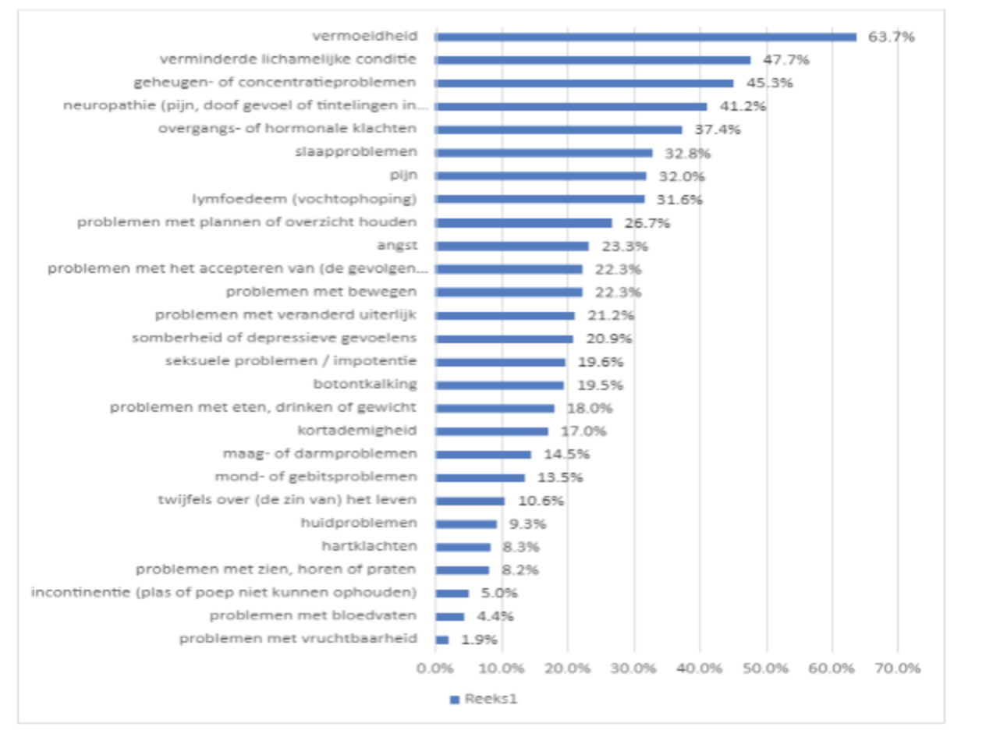 vermoeidheid 63.7%
verminderde lichamelijke conditie 47.7%
geheugen- of concentratieproblemen 45.3%
neuropathie (pijn, doof gevoel of tintelingen in... 41.2%
overgangs- of hormonale klachten 37.4%
slaapproblemen 32.8%
pijn 32.0%
lymfoedeem (vochtophoping) 31.6%
problemen met plannen of overzicht houden 26.7%
angst 23.3%
problemen met het accepteren van (de gevolgen... 22.3%
problemen met bewegen 22.3%
problemen met veranderd uiterlijk 21.2%
somberheid of depressieve gevoelens 20.9%
seksuele problemen / impotentie 19.6%
botontkalking 19.5%
problemen met eten, drinken of gewicht 18.0%
kortademigheid 17.0%
maag- of darmproblemen 14.5%
mond- of gebitsproblemen 13.5%
twijfels over (de zin van) het leven 10.6%
huidproblemen 9.3%
hartklachten 8.3%
problemen met zien, horen of praten 8.2%
incontinentie (plas of poep niet kunnen ophouden) 5.0%
problemen met bloedvaten 4.4%
problemen met vruchtbaarheid 1.9%
0.0% 10.0% 20.0% 30.0% 40.0% 50.0% 60.0% 70.0%
Reeks1